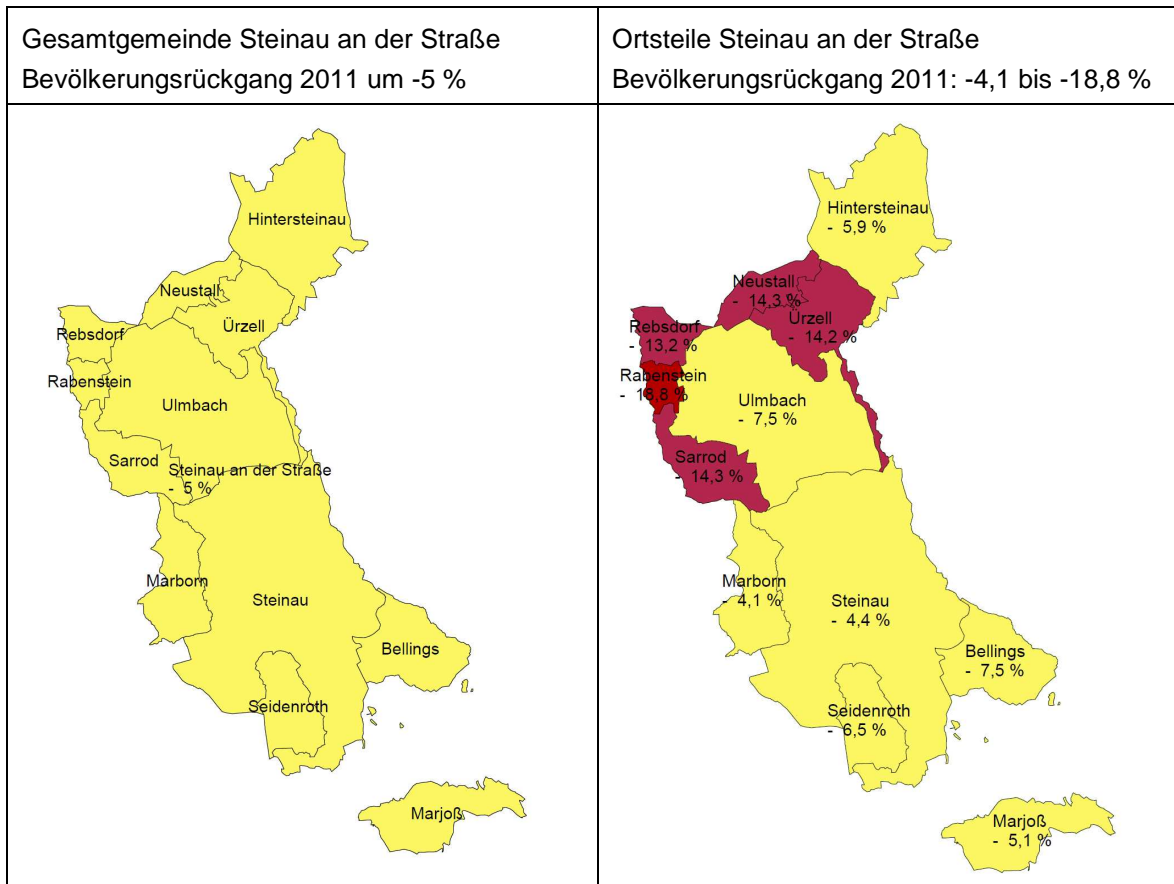 Gesamtgemeinde Steinau an der Straße
Bevölkerungsrückgang 2011 um -5 %
Hintersteinau
Neustall
Ürzell
Rebsdorf
Rabenstein
Ulmbach
Sarrod
Steinau an der Straße
- 5 %
Marborn
Steinau
Bellings
Seidenroth
Marjoß
Ortsteile Steinau an der Straße
Bevölkerungsrückgang 2011: -4,1 bis -18,8 %
Hintersteinau
- 5,9 %
Neustall
- 14,3 %
Ürzell
- 14,2 %
Rebsdorf
- 13,2 %
Rabenstein
- 18,8 %
Ulmbach
- 7,5 %
Sarrod
- 14,3 %
Marborn
- 4,1 %
Steinau
- 4,4 %
Bellings
- 7,5 %
Seidenroth
- 6,5 %
Marjoß
- 5,1 %